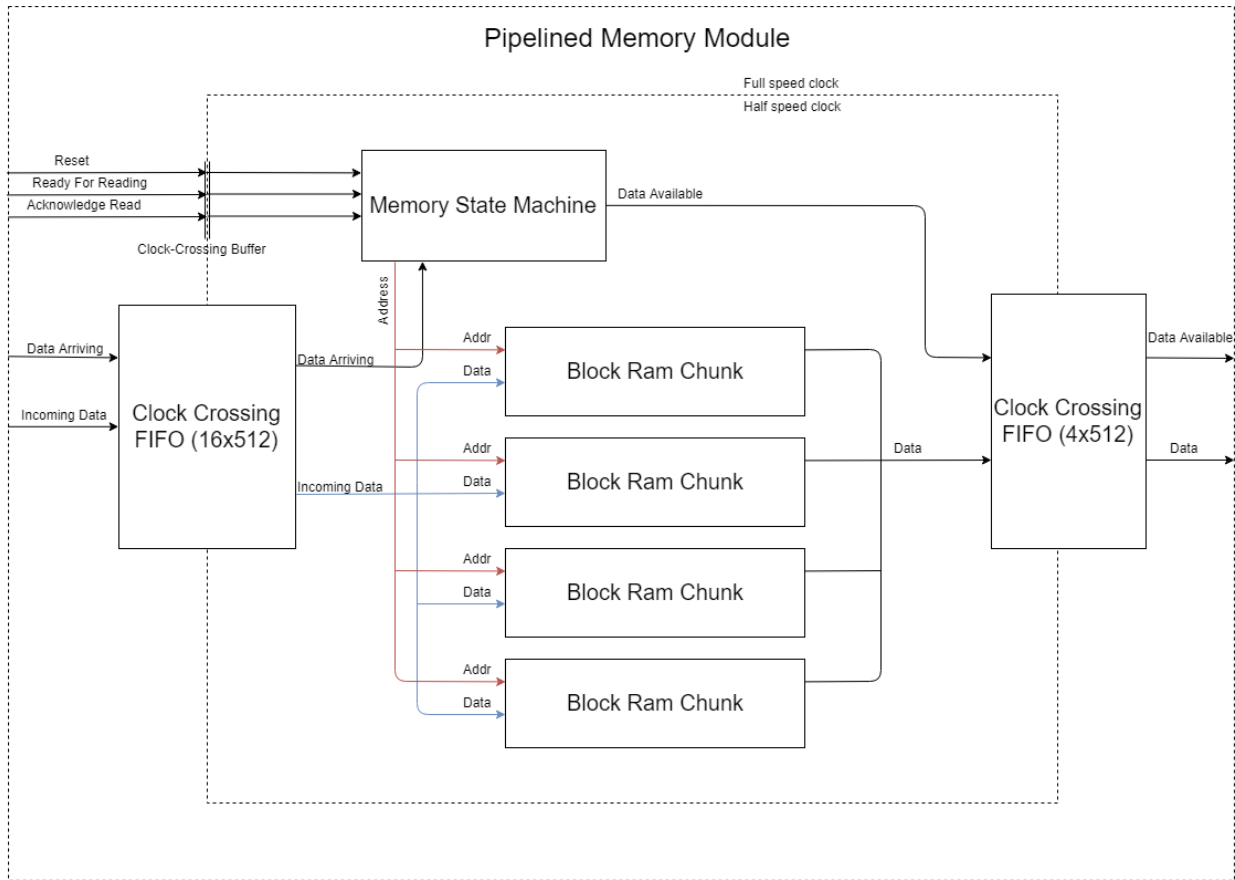 Pipelined Memory Module
Full speed clock
Half speed clock
Reset
Ready For Reading
Acknowledge Read
Clock-Crossing Buffer
Memory State Machine
Data Available
Address
Data Arriving
Incoming Data
Clock Crossing
FIFO (16x512)
Data Arriving
Incoming Data
Addr
Data
Block Ram Chunk
Addr
Data
Block Ram Chunk
Addr
Data
Block Ram Chunk
Addr
Data
Block Ram Chunk
Data
Clock Crossing
FIFO (4x512)
Data Available
Data